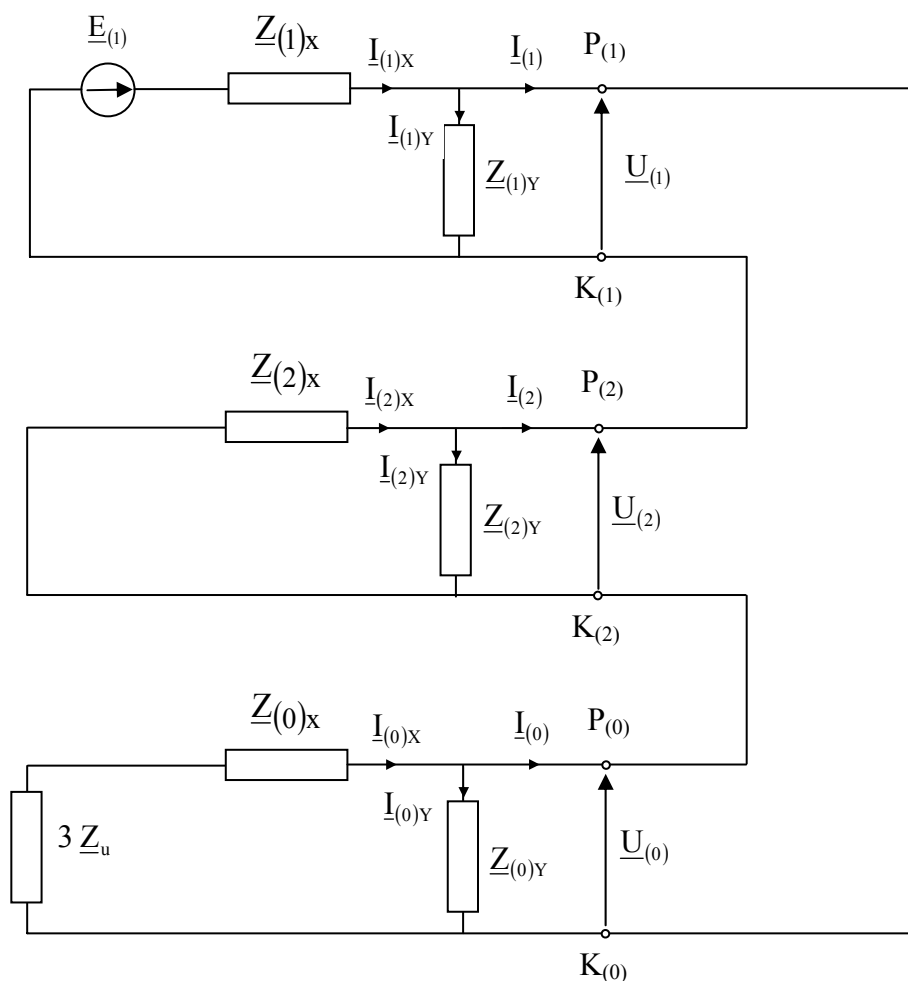 E(1) Z(1)x I(1)X I(1) P(1)
I(1)Y Z(1)Y U(1)
K(1)
Z(2)x I(2)X I(2) P(2)
I(2)Y Z(2)Y U(2)
K(2)
Z(0)x I(0)X I(0) P(0)
3 Zu I(0)Y Z(0)Y U(0)
K(0)